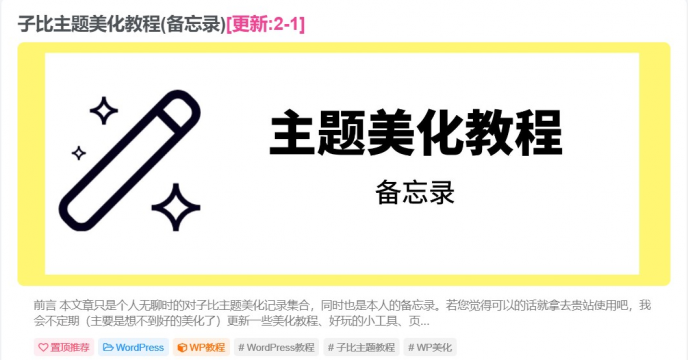 子比主题美化教程(备忘录)[更新:2-1]
主题美化教程
备忘录
前言 本文章只是个人无聊时的对子比主题美化记录集合，同时也是本人的备忘录。若您觉得可以的话就拿去贵站使用吧，我
会不定期（主要是想不到好的美化了）更新一些美化教程、好玩的小工具、页...
置顶推荐 WordPress WP教程 # WordPress教程 # 子比主题教程 # WP美化